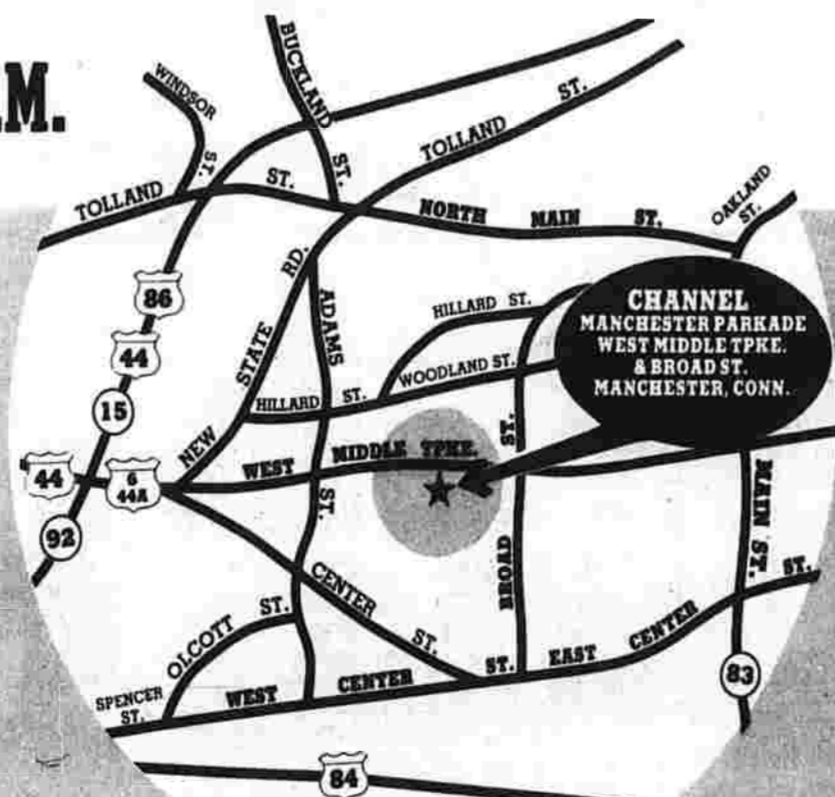 .M.
WINDSOR ST.
BUCKLAND ST.
TOLLAND ST.
TOLLAND ST.
NORTH MAIN ST.
OAKLAND ST.
86
44
15
44
6
44A
92
NEW STATE RD.
ADAMS ST.
HILLARD ST.
HILLARD ST.
WOODLAND ST.
CHANNEL
MANCHESTER PARKADE
WEST MIDDLE TPKE.
& BROAD ST.
MANCHESTER, CONN.
WEST MIDDLE TPKE.
BROAD ST.
MAIN ST.
CENTER ST.
OLCOTT ST.
SPENCER ST.
WEST CENTER ST.
EAST CENTER ST.
83
84